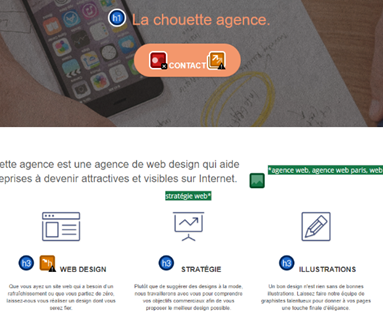 h1 La chouette agence.
CONTACT
ette agence est une agence de web design qui aide
eprises à devenir attractives et visibles sur Internet.
*agence web, agence web paris, web
stratégie web*
h3 WEB DESIGN
h3 STRATÉGIE
h3 ILLUSTRATIONS
Que vous ayez un site web qui a besoin d'un
rafraîchissement ou que vous partiez de zéro,
laissez-nous vous réaliser un design dont vous
serez fier.
Plutôt que de suggérer des designs à la mode,
nous travaillerons avec vous pour comprendre
vos objectifs commerciaux afin de vous
proposer le meilleur design possible
Un bon design n'est rien sans de bonnes
illustrations. Laissez faire notre équipe de
graphistes talentueux pour donner à vos pages
une touche finale d'élégance.